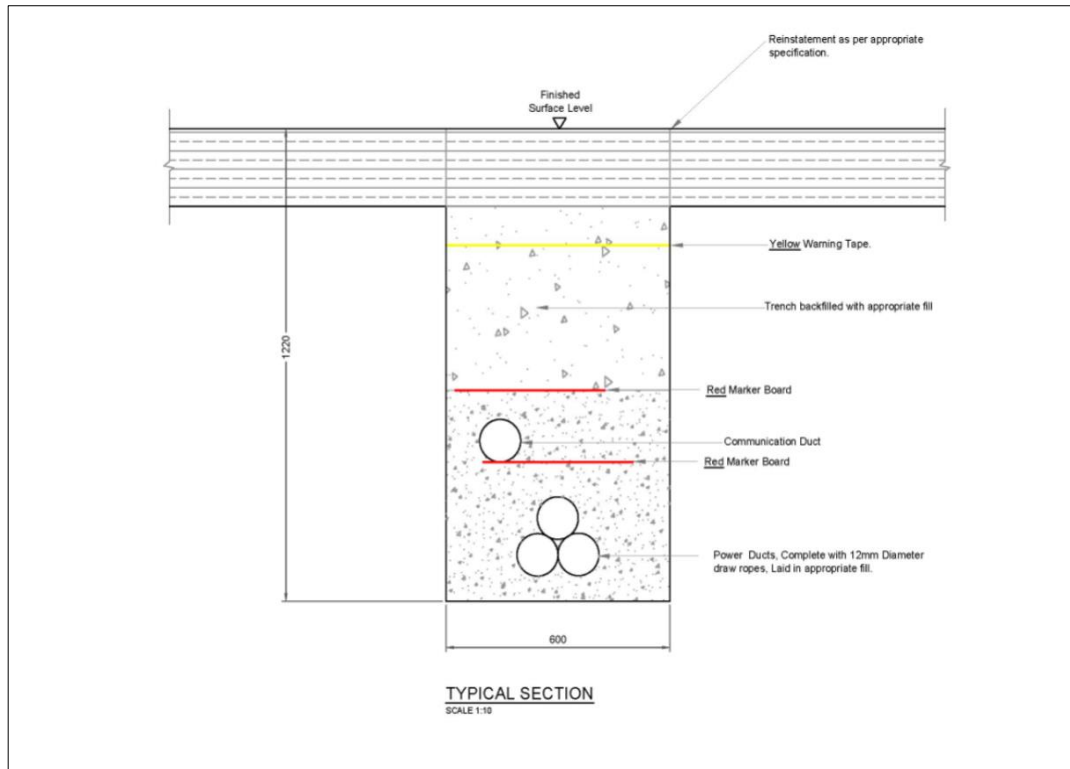 Reinstatement as per appropriate
specification.
Finished
Surface Level
Yellow Warning Tape.
Trench backfilled with appropriate fill
1220
Red Marker Board
Communication Duct
Red Marker Board
Power Ducts, Complete with 12mm Diameter
draw ropes, Laid in appropriate fill.
600
TYPICAL SECTION
SCALE 1:10